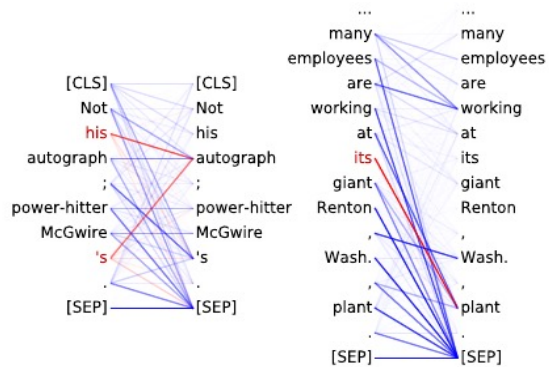 [CLS] [CLS]
Not Not
his his
autograph autograph
; ;
power-hitter power-hitter
McGwire McGwire
's 's
. .
[SEP] [SEP]
... ...
many many
employees employees
are are
working working
at at
its its
giant giant
Renton Renton
, ,
Wash. Wash.
, ,
plant plant
. .
[SEP] [SEP]